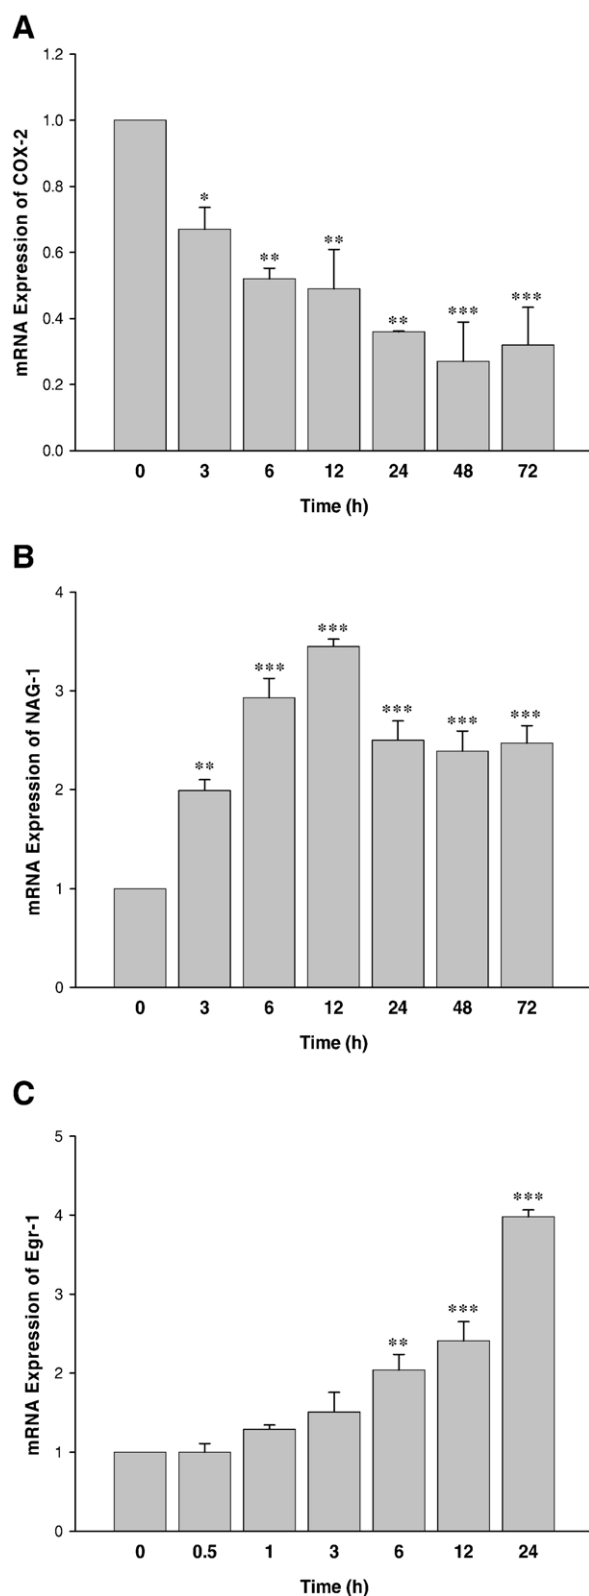 A
mRNA Expression of COX-2
1.2
1.0
0.8
0.6
0.4
0.2
0.0
*
**
**
**
***
***
0 3 6 12 24 48 72
Time (h)
B
mRNA Expression of NAG-1
4
3
2
1
0
**
***
***
***
***
***
0 3 6 12 24 48 72
Time (h)
C
mRNA Expression of Egr-1
5
4
3
2
1
0
**
***
***
0 0.5 1 3 6 12 24
Time (h)